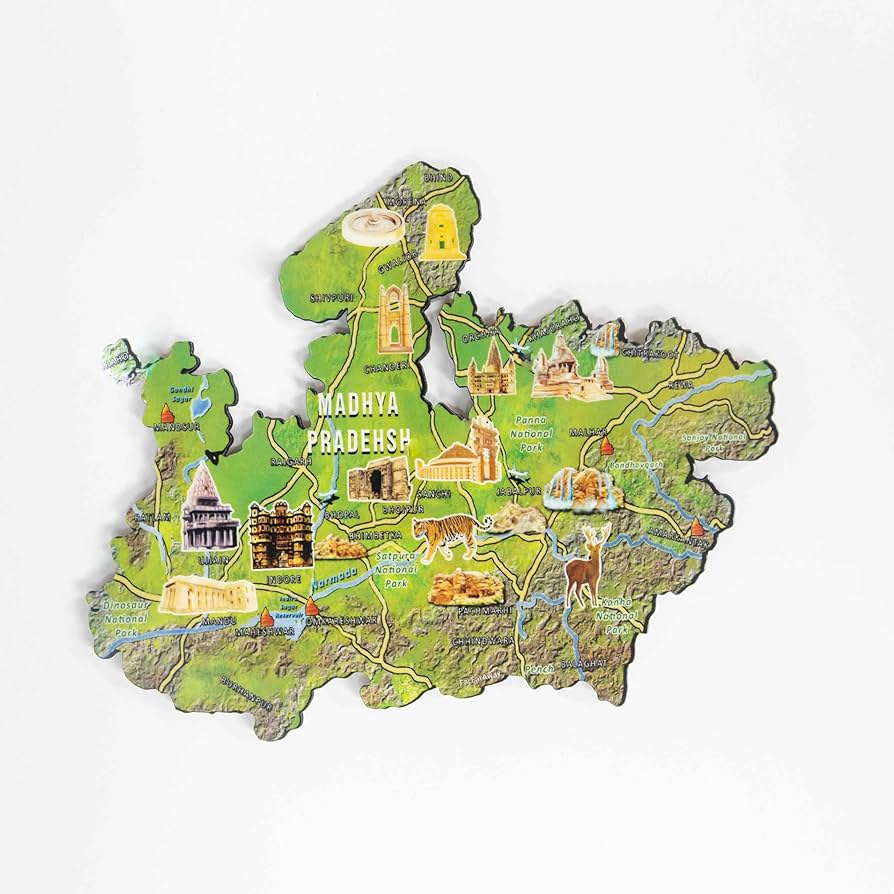 BHIND
MORENA
GWALIOR
SHIVPURI
CHANDERI
ORCHHA
KHAJURAHO
CHITRAKOOT
REWA
Gandhi
Sagar
MANDSUR
MADHYA
PRADEHSH
Panna
National
Park
MALHAR
Sanjay National
Park
Bandhavgarh
RAJGARH
SANCHI
JABALPUR
RATLAM
BHOPAL
BHOJPUR
BHIMBETKA
AMARKANTAK
UJJAIN
INDORE
Narmada
Satpura
National
Park
Dinosaur
National
Park
Indira
Sagar
Reservoir
MANDU
MAHESHWAR
OMKARESHWAR
PACHMARHI
Kanha
National
Park
CHHINDWARA
Pench
BALAGHAT
BURHANPUR
FatFatAway